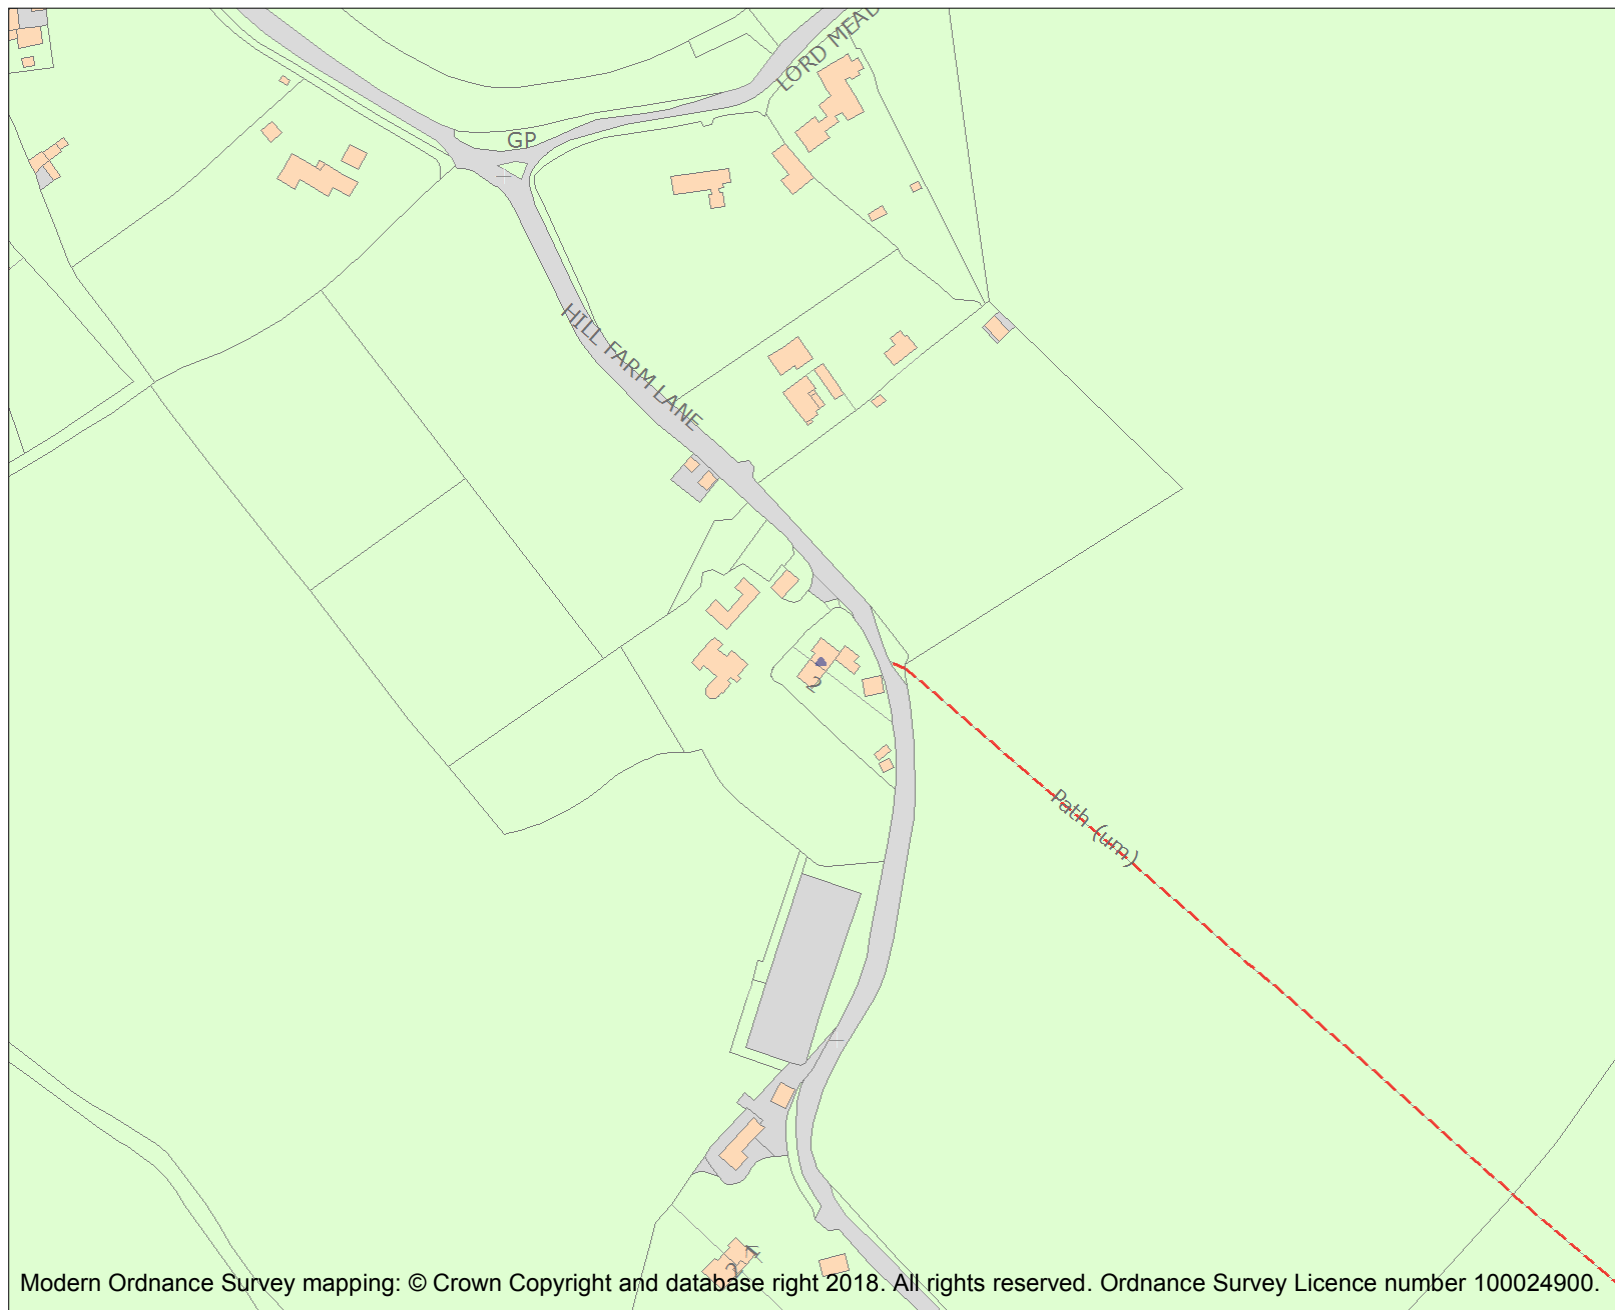 LORD MEAD
GP
HILL FARM LANE
2
Path (um)
1
2
Modern Ordnance Survey mapping: © Crown Copyright and database right 2018. All rights reserved. Ordnance Survey Licence number 100024900.